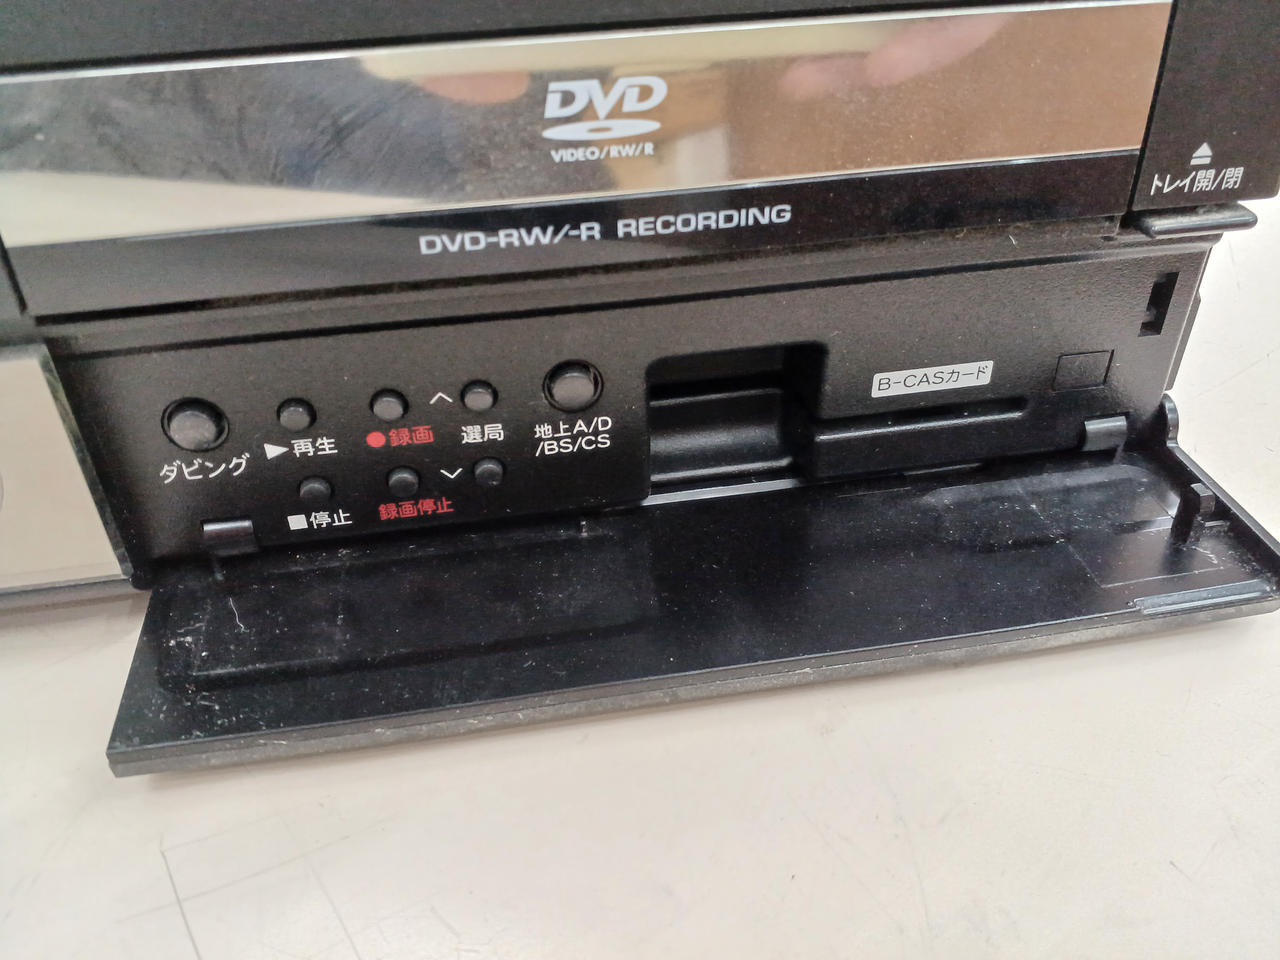 DVD
VIDEO/RW/R
▲トレイ開/閉
DVD-RW/-R RECORDING
B-CASカード
ダビング
▶再生
●録画
選局
地上A/D
/BS/CS
■停止
録画停止